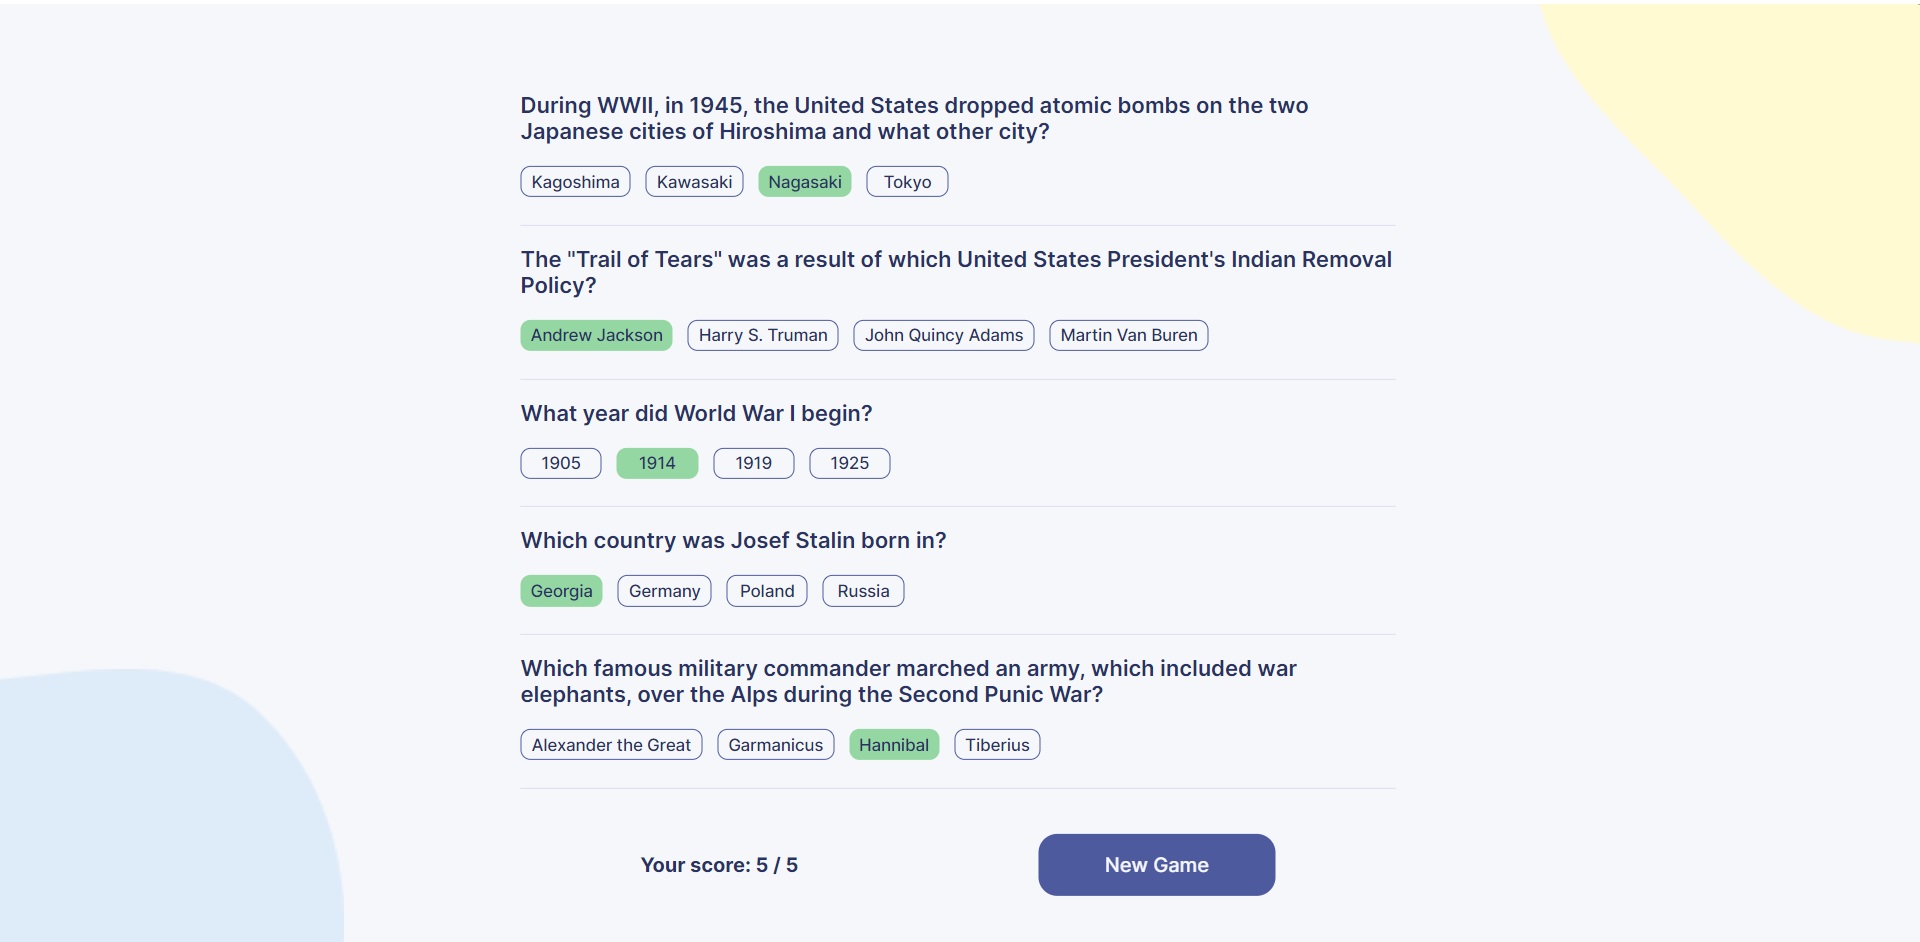 During WWII, in 1945, the United States dropped atomic bombs on the two
Japanese cities of Hiroshima and what other city?
Kagoshima Kawasaki Nagasaki Tokyo
The "Trail of Tears" was a result of which United States President's Indian Removal
Policy?
Andrew Jackson Harry S. Truman John Quincy Adams Martin Van Buren
What year did World War I begin?
1905 1914 1919 1925
Which country was Josef Stalin born in?
Georgia Germany Poland Russia
Which famous military commander marched an army, which included war
elephants, over the Alps during the Second Punic War?
Alexander the Great Garmanicus Hannibal Tiberius
Your score: 5 / 5 New Game